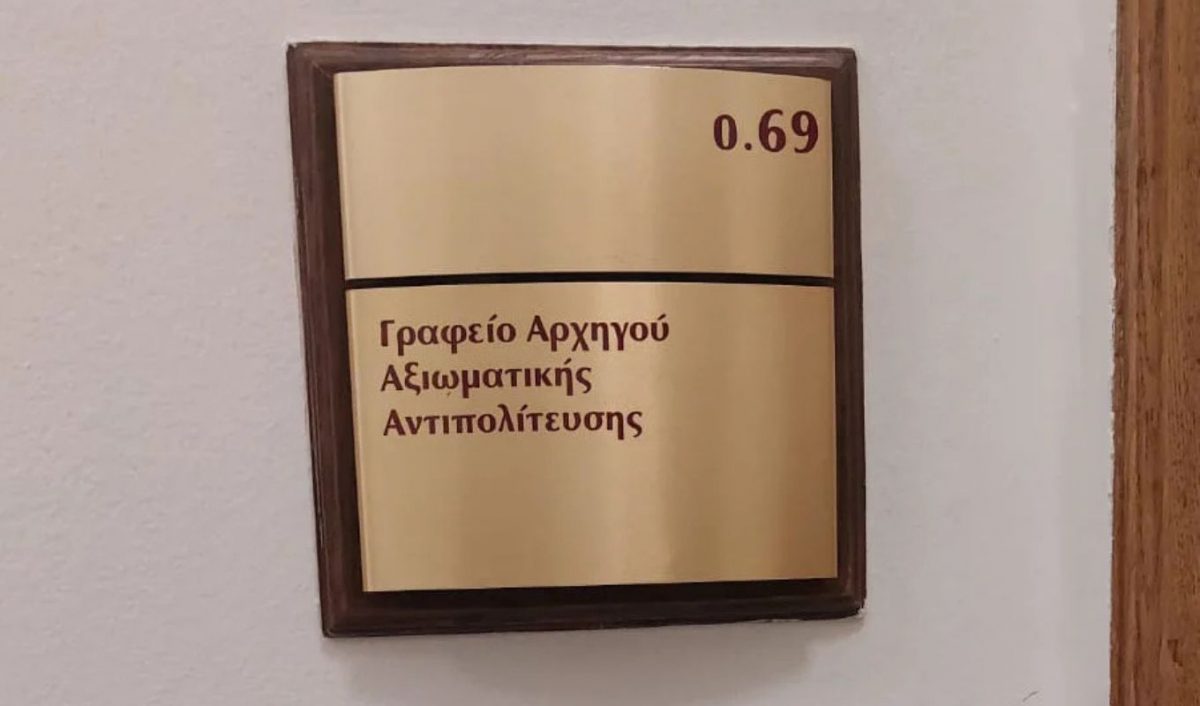 0.69
Γραφείο Αρχηγού
Αξιωματικής
Αντιπολίτευσης